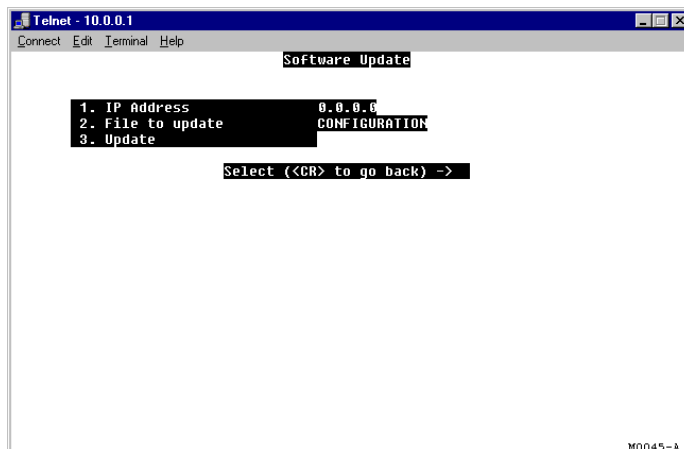 Telnet - 10.0.0.1
Connect Edit Terminal Help
Software Update
1. IP Address 0.0.0.0
2. File to update CONFIGURATION
3. Update
Select (<CR> to go back) ->
M0045-A